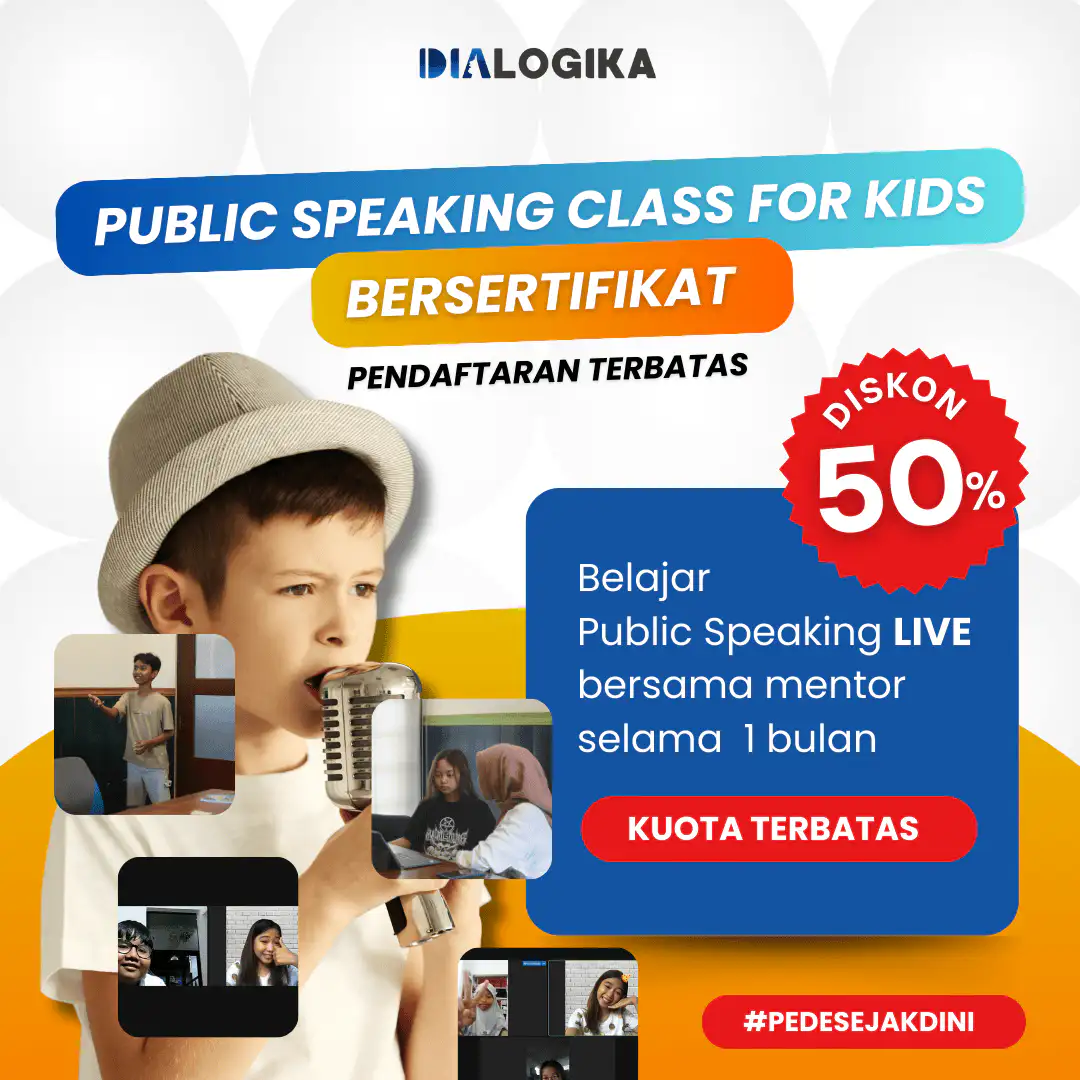 DIALOGIKA
PUBLIC SPEAKING CLASS FOR KIDS
BERSERTIFIKAT
PENDAFTARAN TERBATAS
DISKON
50%
Belajar
Public Speaking LIVE
bersama mentor
selama 1 bulan
KUOTA TERBATAS
#PEDESEJAKDINI